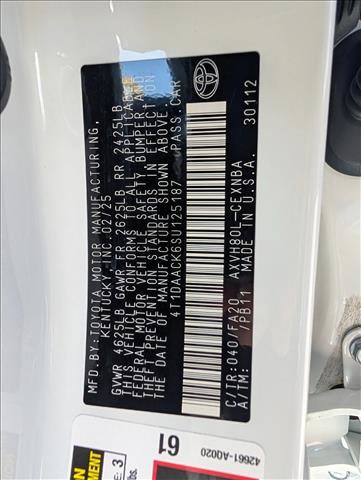 MFD.BY:TOYOTA MOTOR MANUFACTURING,
KENTUCKY,INC.02/25
GVWR 4625LB GAWR FR 2625LB RR 2425LB
THIS VEHICLE CONFORMS TO ALL APPLICABLE
FEDERAL MOTOR VEHICLE SAFETY, BUMPER AND
THEFT PREVENTION STANDARDS IN EFFECT ON
THE DATE OF MANUFACTURE SHOWN ABOVE.
4T1DAACK6SU125187 PASS.CAR
C/TR:040/FA20 AXVH80L-CEXNBA
A/TM: /PB11 MADE IN U.S.A.
30112
61
42661-AQ020